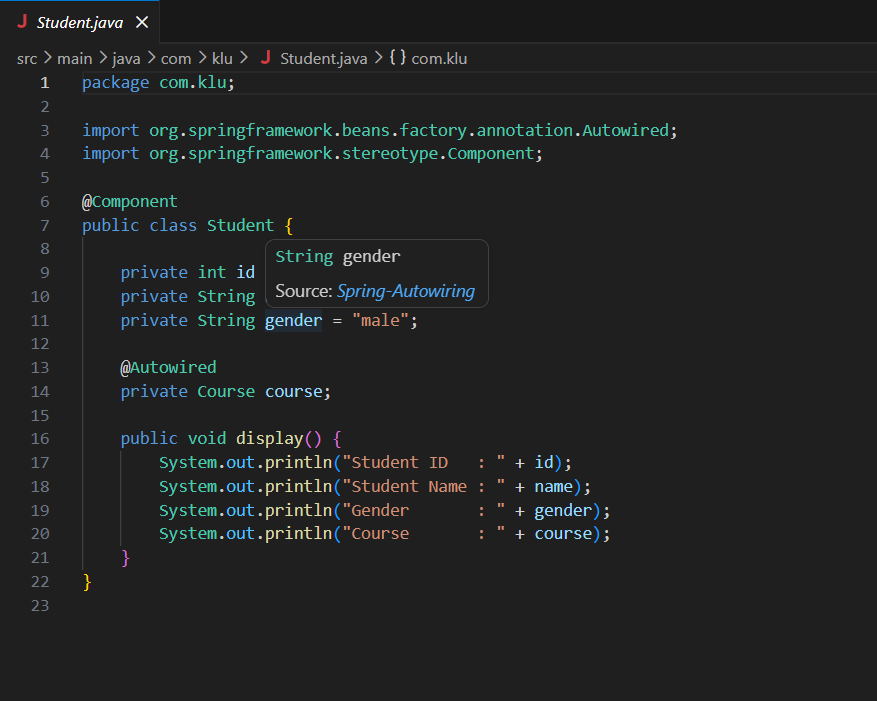 Student.java
src > main > java > com > klu > Student.java > {} com.klu
1 package com.klu;
2
3 import org.springframework.beans.factory.annotation.Autowired;
4 import org.springframework.stereotype.Component;
5
6 @Component
7 public class Student {
8
String gender
9 private int id
Source: Spring-Autowiring
10 private String
11 private String gender = "male";
12
13 @Autowired
14 private Course course;
15
16 public void display() {
17 System.out.println("Student ID   : " + id);
18 System.out.println("Student Name : " + name);
19 System.out.println("Gender       : " + gender);
20 System.out.println("Course       : " + course);
21 }
22 }
23